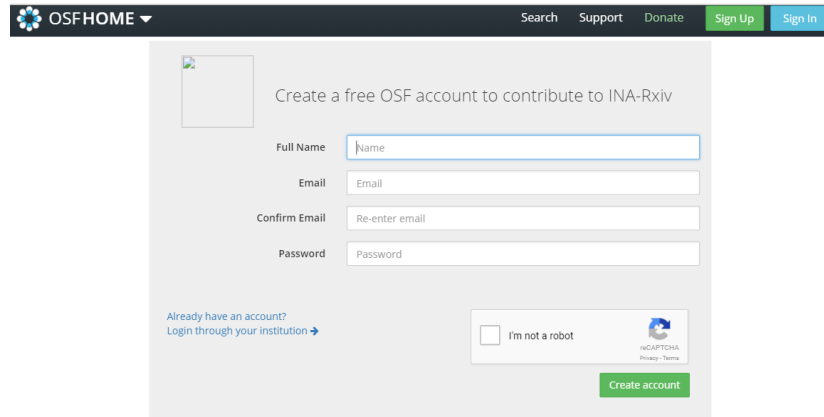 OSFHOME
Search Support Donate Sign Up Sign In
Create a free OSF account to contribute to INA-Rxiv
Full Name Name
Email Email
Confirm Email Re-enter email
Password Password
Already have an account?
Login through your institution →
I'm not a robot
reCAPTCHA
Privacy - Terms
Create account